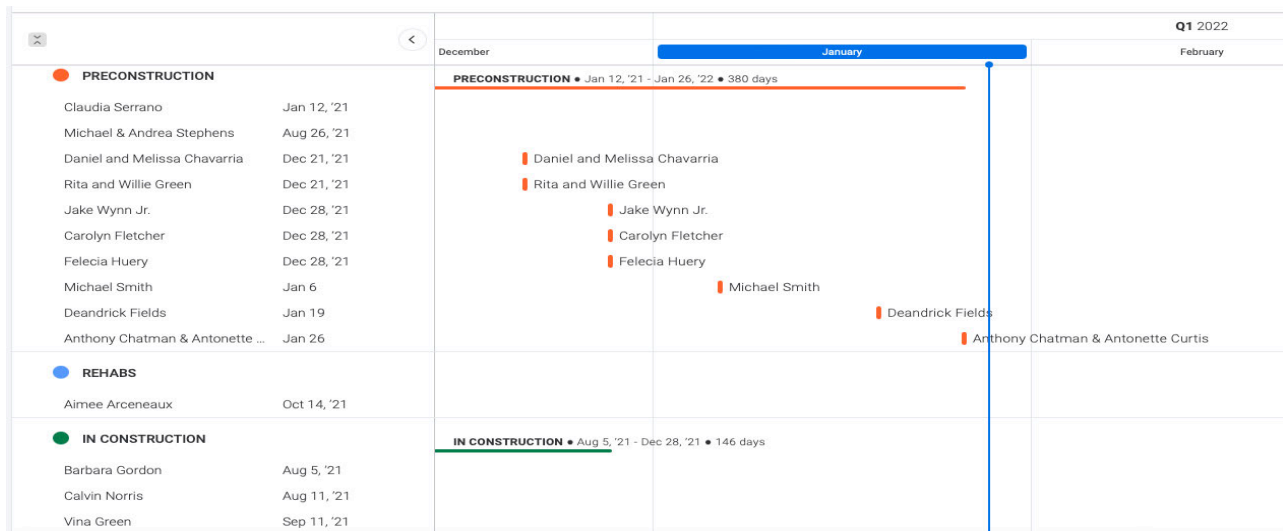 Q1 2022
December January February
PRECONSTRUCTION PRECONSTRUCTION ● Jan 12, '21 - Jan 26, '22 ● 380 days
Claudia Serrano Jan 12, '21
Michael & Andrea Stephens Aug 26, '21
Daniel and Melissa Chavarria Dec 21, '21 Daniel and Melissa Chavarria
Rita and Willie Green Dec 21, '21 Rita and Willie Green
Jake Wynn Jr. Dec 28, '21 Jake Wynn Jr.
Carolyn Fletcher Dec 28, '21 Carolyn Fletcher
Felecia Huery Dec 28, '21 Felecia Huery
Michael Smith Jan 6 Michael Smith
Deandrick Fields Jan 19 Deandrick Fields
Anthony Chatman & Antonette ... Jan 26 Anthony Chatman & Antonette Curtis
REHABS
Aimee Arceneaux Oct 14, '21
IN CONSTRUCTION IN CONSTRUCTION ● Aug 5, '21 - Dec 28, '21 ● 146 days
Barbara Gordon Aug 5, '21
Calvin Norris Aug 11, '21
Vina Green Sep 11, '21